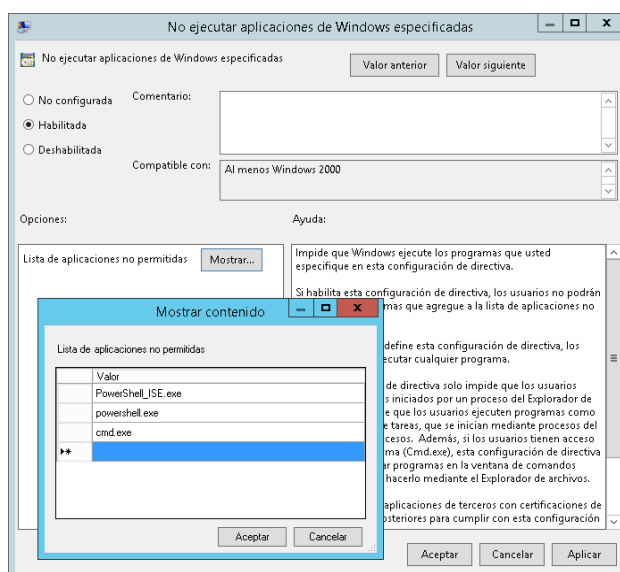 No ejecutar aplicaciones de Windows especificadas
No ejecutar aplicaciones de Windows especificadas
Valor anterior
Valor siguiente
No configurada
Habilitada
Deshabilitada
Comentario:
Compatible con:
Al menos Windows 2000
Opciones:
Ayuda:
Lista de aplicaciones no permitidas
Mostrar...
Impide que Windows ejecute los programas que usted
especifique en esta configuración de directiva.
Si habilita esta configuración de directiva, los usuarios no podrán
mas que agregue a la lista de aplicaciones no
define esta configuración de directiva, los
ecutar cualquier programa.
de directiva solo impide que los usuarios
s iniciados por un proceso del Explorador de
e que los usuarios ejecuten programas como
e tareas, que se inician mediante procesos del
cesos. Además, si los usuarios tienen acceso
ma (Cmd.exe), esta configuración de directiva
ar programas en la ventana de comandos
hacerlo mediante el Explorador de archivos.
aplicaciones de terceros con certificaciones de
osteriores para cumplir con esta configuración
Mostrar contenido
Lista de aplicaciones no permitidas
Valor
PowerShell_ISE.exe
powershell.exe
cmd.exe
Aceptar
Cancelar
Aceptar
Cancelar
Aplicar